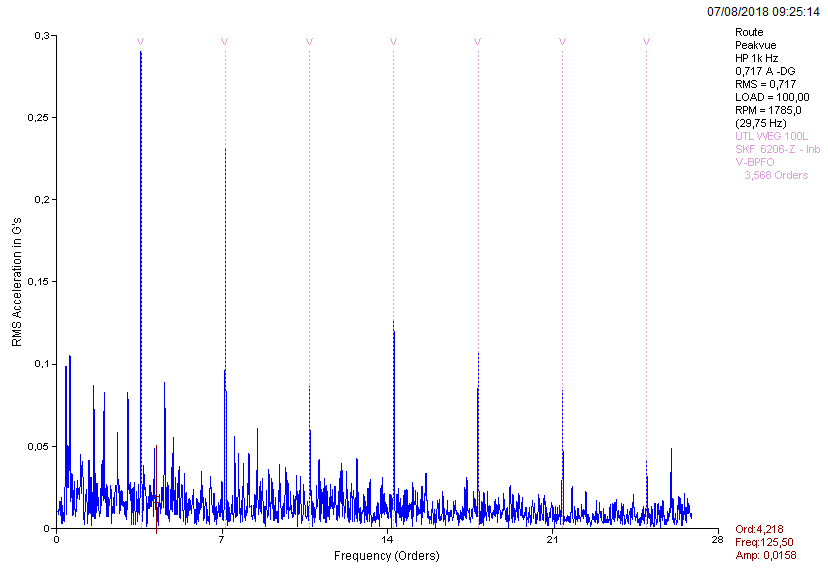 07/08/2018 09:25:14
Route
Peakvue
HP 1k Hz
0,717 A -DG
RMS = 0,717
LOAD = 100,00
RPM = 1785,0
(29,75 Hz)
UTL WEG 100L
SKF 6206-Z - Inb
V-BPFO
3,568 Orders
V V V V V V V
0,3
0,25
0,2
0,15
0,1
0,05
0
RMS Acceleration in G's
0 7 14 21 28
Frequency (Orders)
Ord:4,218
Freq:125,50
Amp: 0,0158